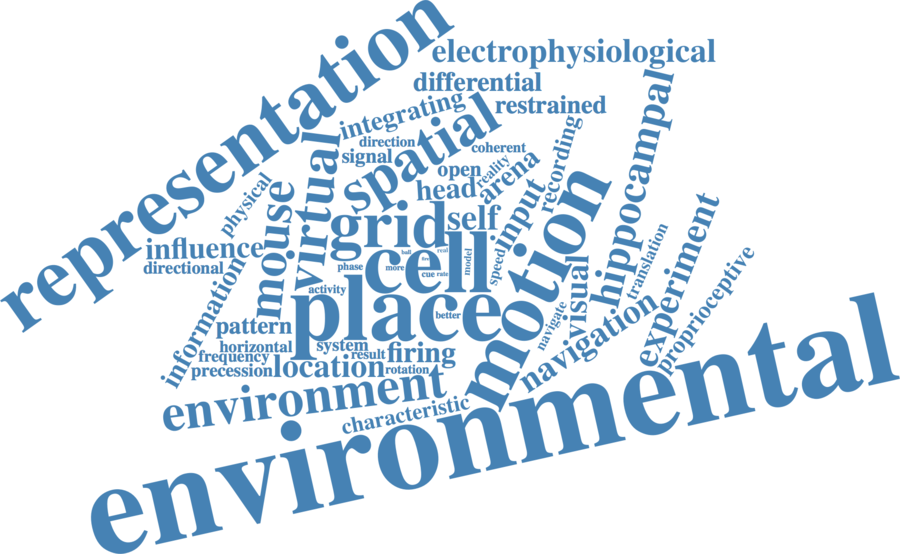 representation
electrophysiological
differential
integrating
restrained
spatial
direction
signal
coherent
virtual
open
reality
arena
head
recording
hippocampal
physical
mouse
influence
directional
grid
self
input
motion
cell
ball
real
free
phase
more
cue
rate
model
speed
information
activity
place
better
visual
translation
experiment
proprioceptive
navigate
navigation
pattern
horizontal
system
frequency
result
firing
precession
location
rotation
environment
characteristic
environmental